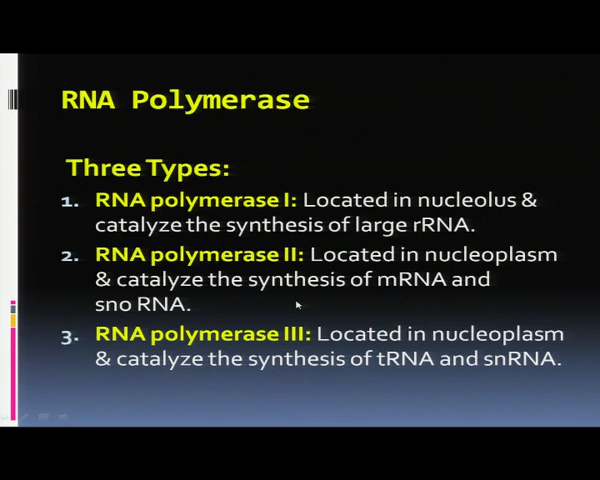 RNA Polymerase
Three Types:
1. RNA polymerase I: Located in nucleolus &
catalyze the synthesis of large rRNA.
2. RNA polymerase II: Located in nucleoplasm
& catalyze the synthesis of mRNA and
sno RNA.
3. RNA polymerase III: Located in nucleoplasm
& catalyze the synthesis of tRNA and snRNA.